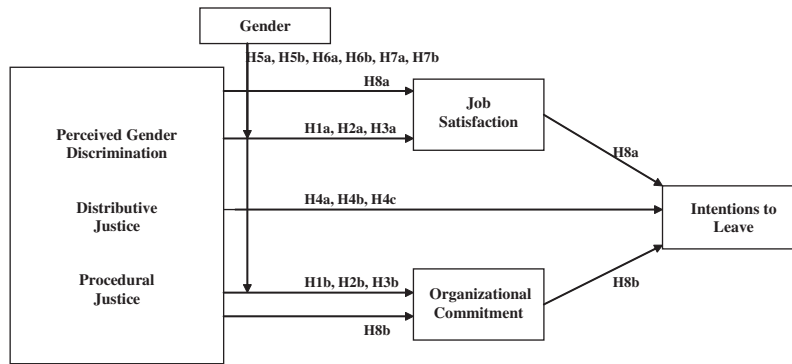 Gender
H5a, H5b, H6a, H6b, H7a, H7b
H8a
Job
Satisfaction
H1a, H2a, H3a
Perceived Gender
Discrimination
H8a
H4a, H4b, H4c
Distributive
Justice
Intentions to
Leave
Procedural
Justice
H1b, H2b, H3b
Organizational
Commitment
H8b
H8b